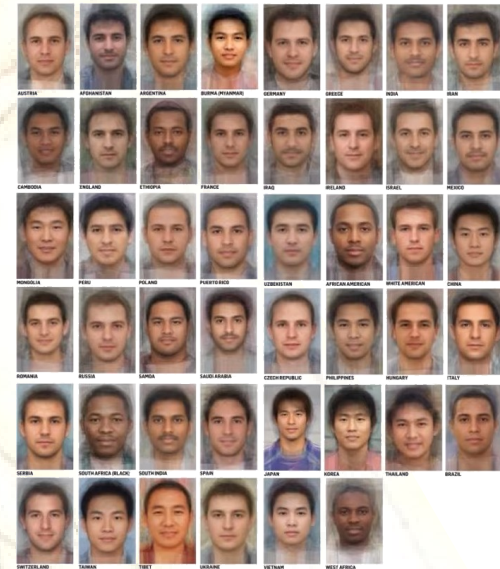 AUSTRIA AFGHANISTAN ARGENTINA BURMA (MYANMAR) GERMANY GREECE INDIA IRAN
CAMBODIA ENGLAND ETHIOPIA FRANCE IRAQ IRELAND ISRAEL MEXICO
MONGOLIA PERU POLAND PUERTO RICO UZBEKISTAN AFRICAN AMERICAN WHITE AMERICAN CHINA
ROMANIA RUSSIA SAMOA SAUDI ARABIA CZECH REPUBLIC PHILIPPINES HUNGARY ITALY
SERBIA SOUTH AFRICA (BLACK) SOUTH INDIA SPAIN JAPAN KOREA THAILAND BRAZIL
SWITZERLAND TAIWAN TIBET UKRAINE VIETNAM WEST AFRICA